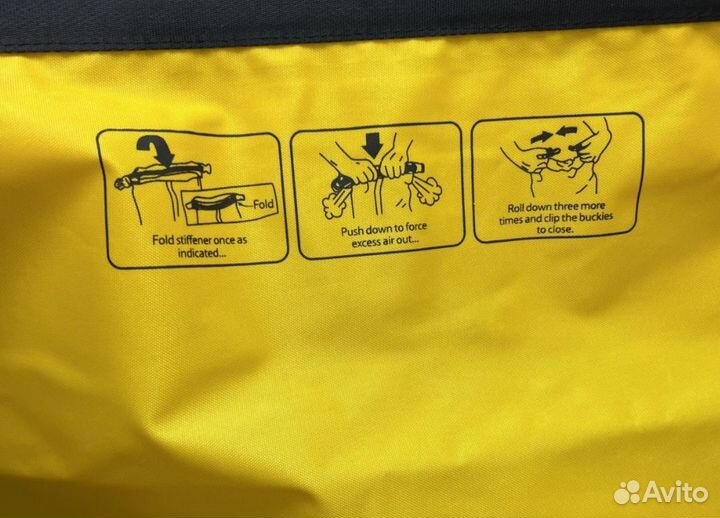 Fold
Fold stiffener once as
indicated...
Push down to force
excess air out...
Roll down three more
times and clip the buckies
to close.
Avito